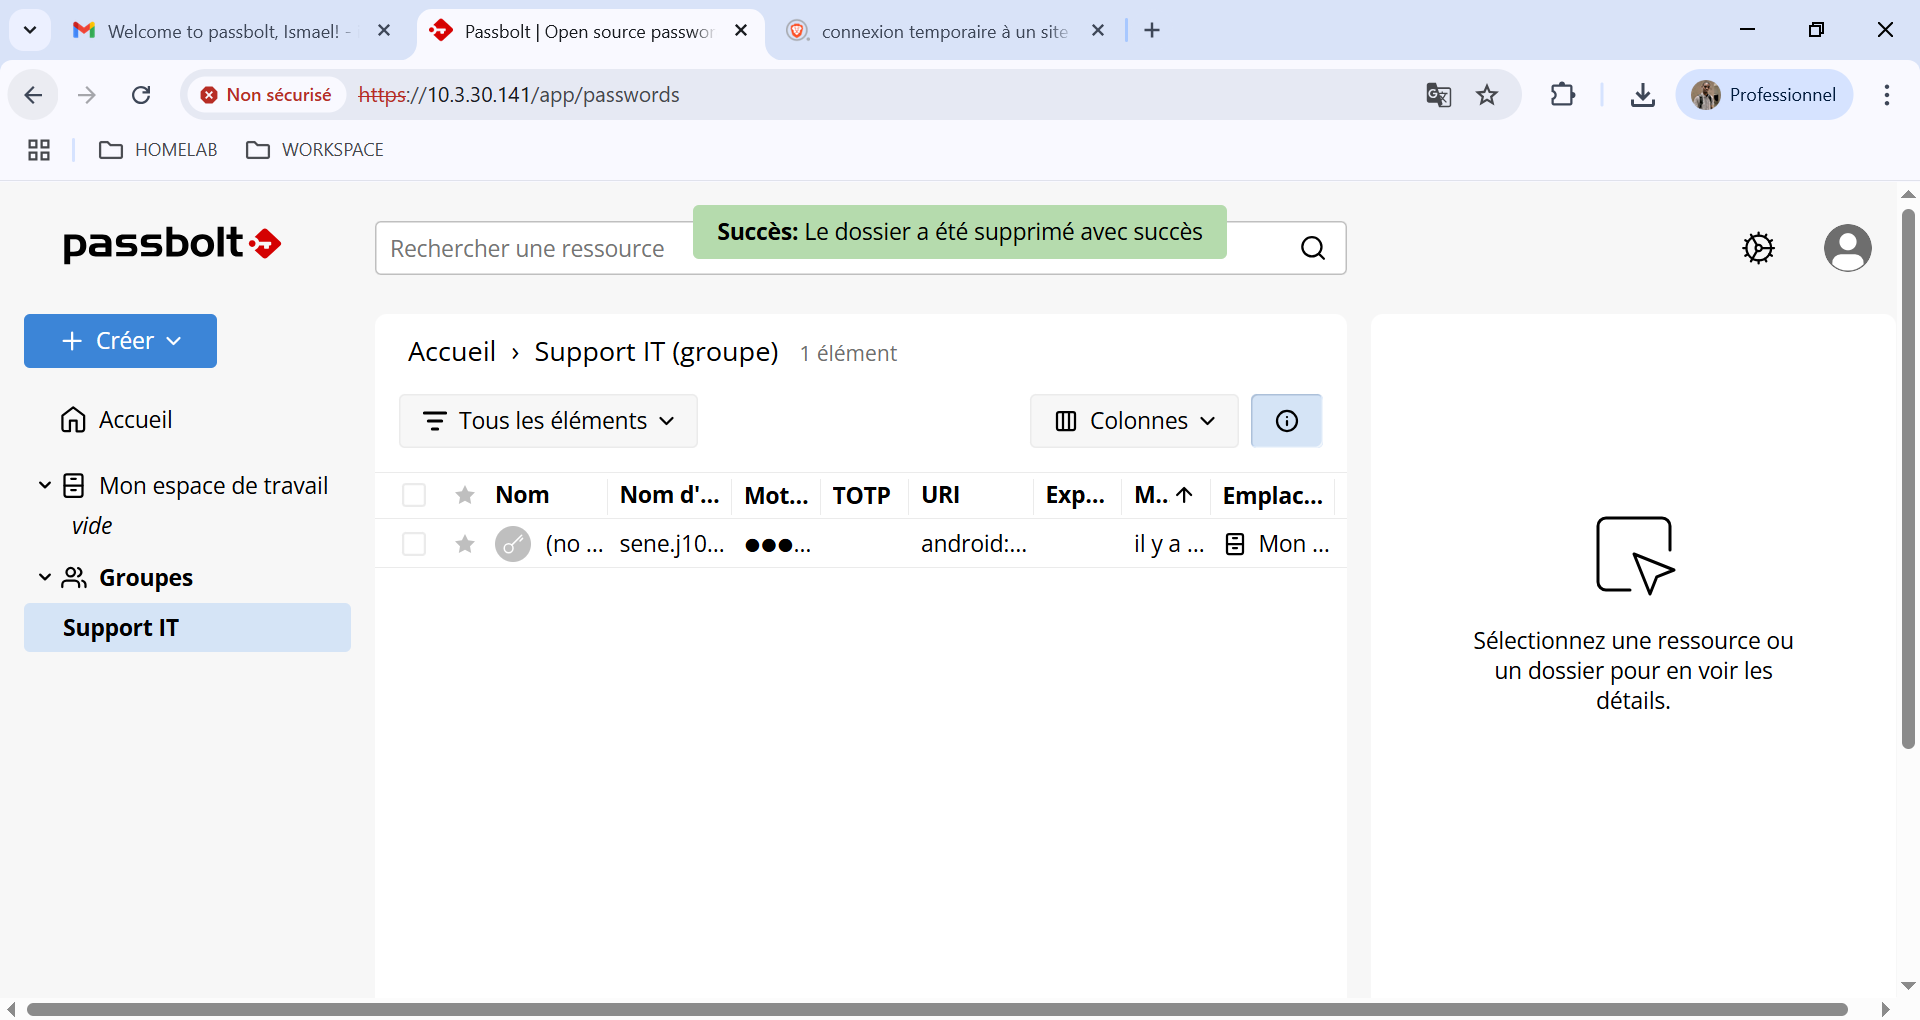 Welcome to passbolt, Ismael! -
Passbolt | Open source passwor
connexion temporaire à un site
Non sécurisé
https://10.3.30.141/app/passwords
Professionnel
HOMELAB
WORKSPACE
passbolt
Rechercher une ressource
Succès: Le dossier a été supprimé avec succès
Créer
Accueil
Mon espace de travail
vide
Groupes
Support IT
Accueil › Support IT (groupe) 1 élément
Tous les éléments
Colonnes
Nom Nom d'... Mot... TOTP URI Exp... M.. Emplac...
(no ... sene.j10... ●●●... android:... il y a ... Mon ...
Sélectionnez une ressource ou
un dossier pour en voir les
détails.